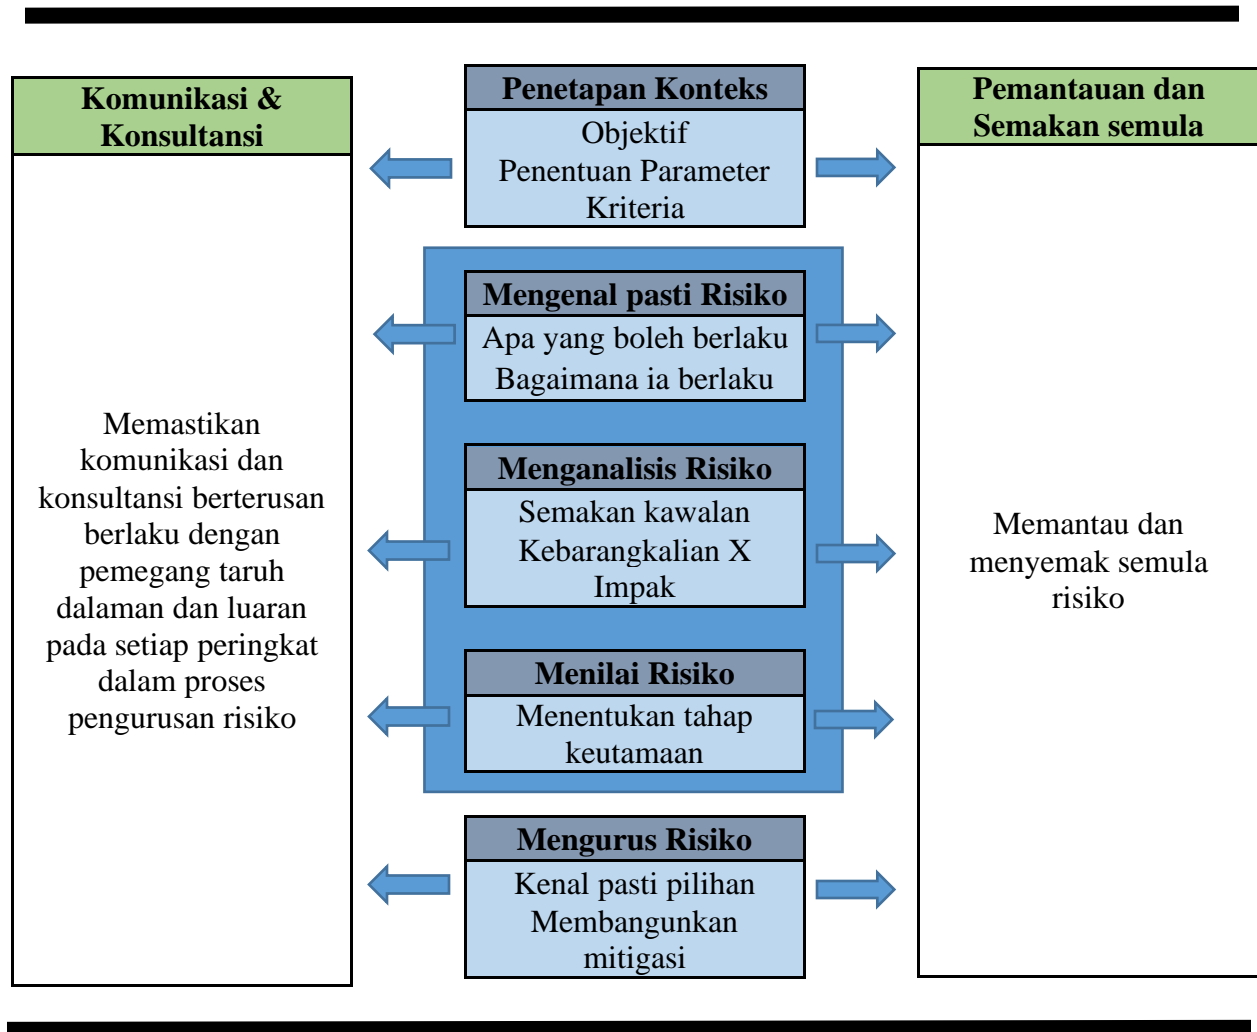 Komunikasi &
Konsultansi
Memastikan
komunikasi dan
konsultansi berterusan
berlaku dengan
pemegang taruh
dalaman dan luaran
pada setiap peringkat
dalam proses
pengurusan risiko
Penetapan Konteks
Objektif
Penentuan Parameter
Kriteria
Mengenal pasti Risiko
Apa yang boleh berlaku
Bagaimana ia berlaku
Menganalisis Risiko
Semakan kawalan
Kebarangkalian X
Impak
Menilai Risiko
Menentukan tahap
keutamaan
Mengurus Risiko
Kenal pasti pilihan
Membangunkan
mitigasi
Pemantauan dan
Semakan semula
Memantau dan
menyemak semula
risiko